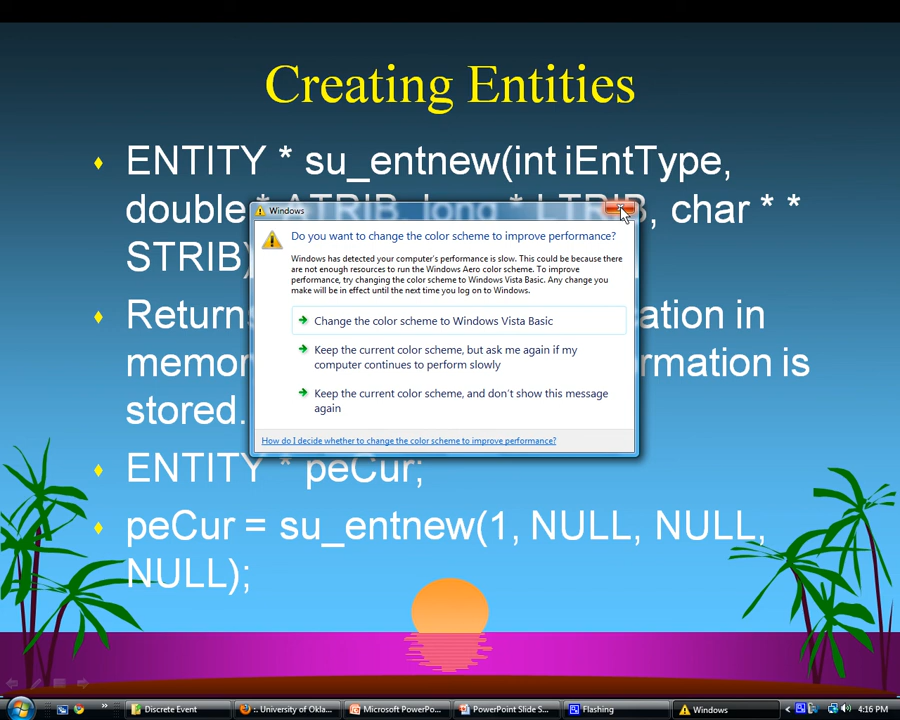 Creating Entities
ENTITY * su_entnew(int iEntType,
double * ATRIB, long * LTRIB, char * *
STRIB)
Returns ation in
memor rmation is
stored.
ENTITY * peCur;
peCur = su_entnew(1, NULL, NULL,
NULL);
Windows
Do you want to change the color scheme to improve performance?
Windows has detected your computer's performance is slow. This could be because there
are not enough resources to run the Windows Aero color scheme. To improve
performance, try changing the color scheme to Windows Vista Basic. Any change you
make will be in effect until the next time you log on to Windows.
Change the color scheme to Windows Vista Basic
Keep the current color scheme, but ask me again if my
computer continues to perform slowly
Keep the current color scheme, and don't show this message
again
How do I decide whether to change the color scheme to improve performance?
Discrete Event
:. University of Okla...
Microsoft PowerPo...
PowerPoint Slide S...
Flashing
Windows
4:16 PM